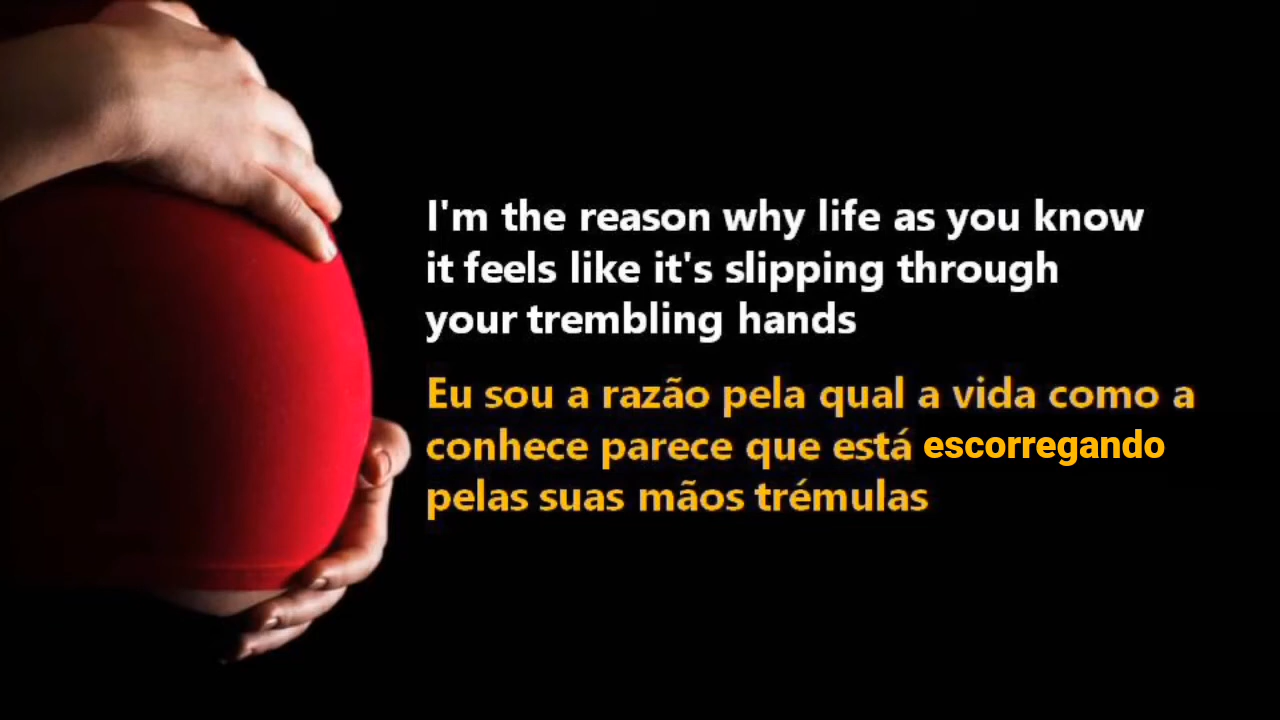 I'm the reason why life as you know
it feels like it's slipping through
your trembling hands
Eu sou a razão pela qual a vida como a
conhece parece que está escorregando
pelas suas mãos trémulas